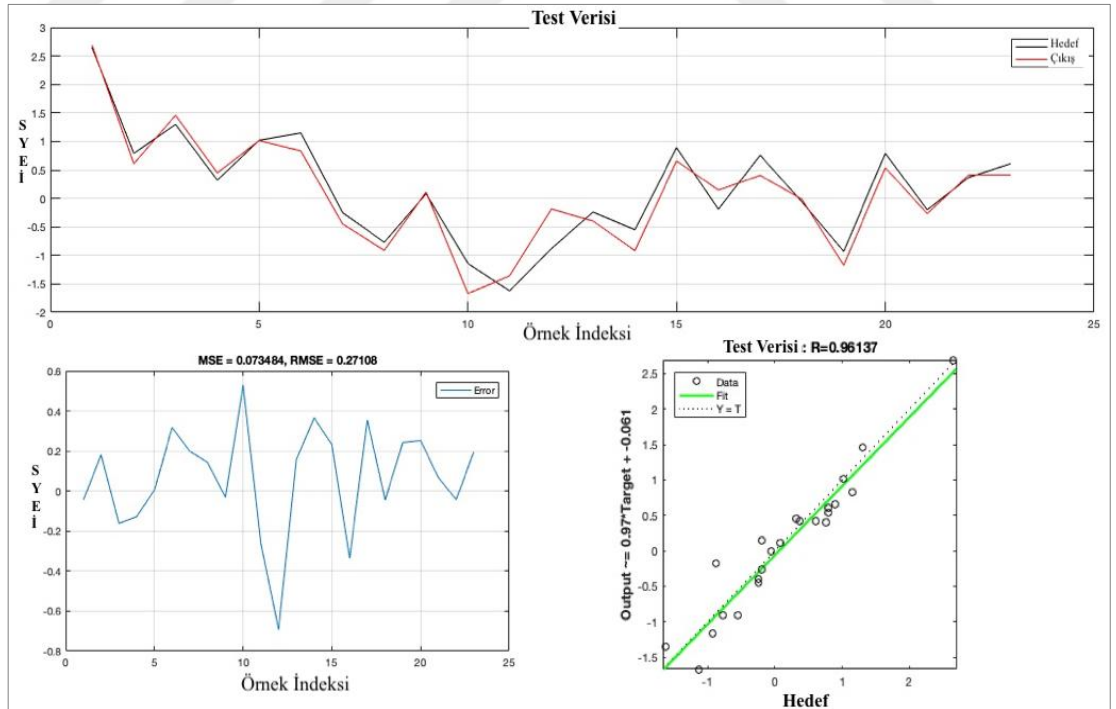 Test Verisi
3
2.5
2
1.5
1
0.5
0
-0.5
-1
-1.5
-2
S
Y
E
İ
Hedef
Çıkış
0
5
10
15
20
25
Örnek İndeksi
MSE = 0.073484, RMSE = 0.27108
0.6
0.4
0.2
0
-0.2
-0.4
-0.6
-0.8
S
Y
E
İ
Error
0
5
10
15
20
25
Örnek İndeksi
Test Verisi : R=0.96137
Output ~= 0.97*Target + -0.061
2.5
2
1.5
1
0.5
0
-0.5
-1
-1.5
Data
Fit
Y = T
-1
0
1
2
Hedef